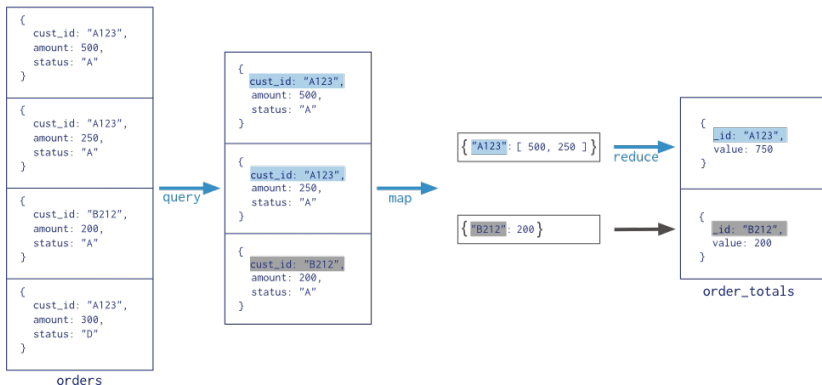 {
cust_id: "A123",
amount: 500,
status: "A"
}
{
cust_id: "A123",
amount: 250,
status: "A"
}
{
cust_id: "B212",
amount: 200,
status: "A"
}
{
cust_id: "A123",
amount: 300,
status: "D"
}
orders
query
{
cust_id: "A123",
amount: 500,
status: "A"
}
{
cust_id: "A123",
amount: 250,
status: "A"
}
{
cust_id: "B212",
amount: 200,
status: "A"
}
map
{"A123": [ 500, 250 ]}
{"B212": 200}
reduce
{
_id: "A123",
value: 750
}
{
_id: "B212",
value: 200
}
order_totals